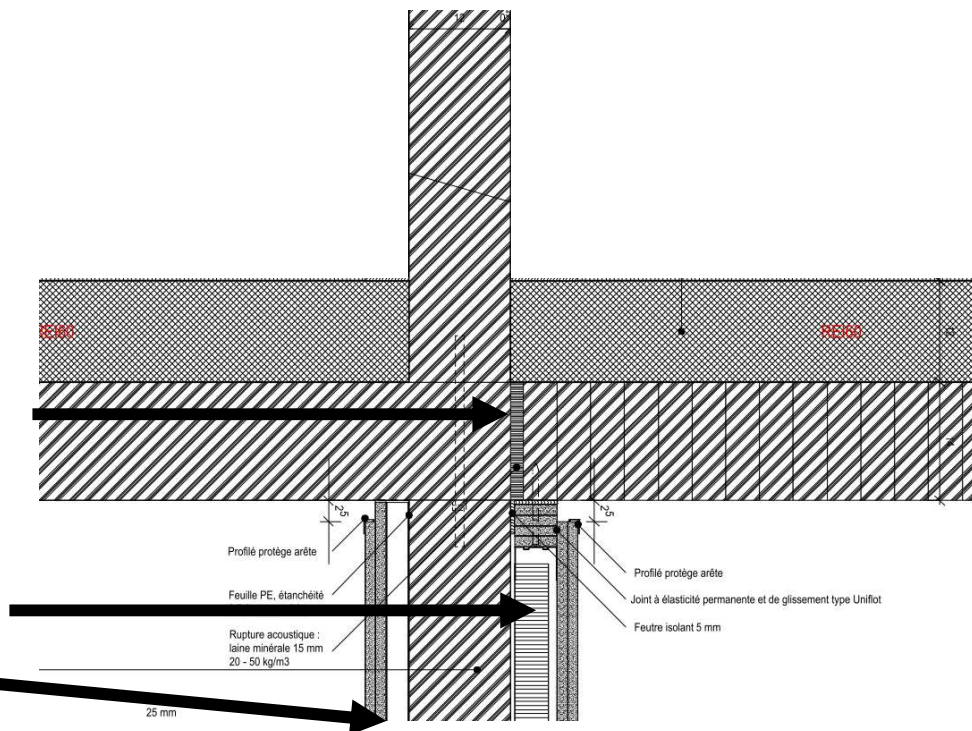 12
REI60
REI60
25
25
Profilé protège arête
Feuille PE, étanchéité
Rupture acoustique :
laine minérale 15 mm
20 - 50 kg/m3
25 mm
Profilé protège arête
Joint à élasticité permanente et de glissement type Uniflot
Feutre isolant 5 mm